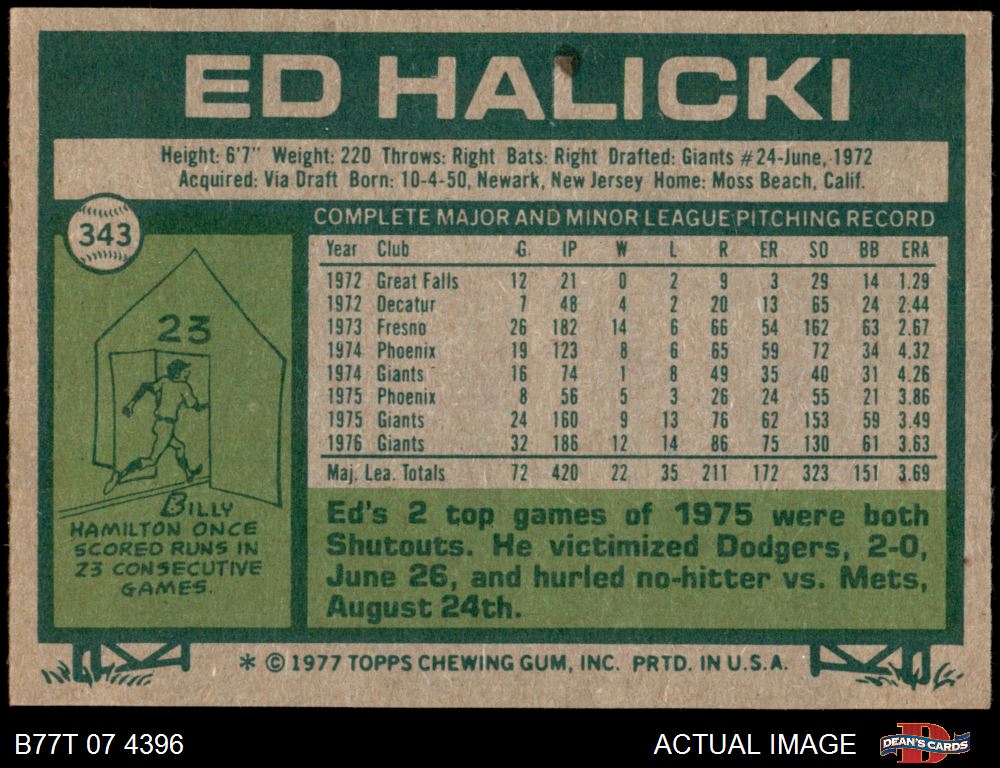 ED HALICKI
Height: 6'7" Weight: 220 Throws: Right Bats: Right Drafted: Giants #24-June, 1972
Acquired: Via Draft Born: 10-4-50, Newark, New Jersey Home: Moss Beach, Calif.
343
COMPLETE MAJOR AND MINOR LEAGUE PITCHING RECORD
Year Club G. IP W L R ER SO BB ERA
1972 Great Falls 12 21 0 2 9 3 29 14 1.29
1972 Decatur 7 48 4 2 20 13 65 24 2.44
1973 Fresno 26 182 14 6 66 54 162 63 2.67
1974 Phoenix 19 123 8 6 65 59 72 34 4.32
1974 Giants 16 74 1 8 49 35 40 31 4.26
1975 Phoenix 8 56 5 3 26 24 55 21 3.86
1975 Giants 24 160 9 13 76 62 153 59 3.49
1976 Giants 32 186 12 14 86 75 130 61 3.63
Maj. Lea. Totals 72 420 22 35 211 172 323 151 3.69
23
BILLY
HAMILTON ONCE
SCORED RUNS IN
23 CONSECUTIVE
GAMES.
Ed's 2 top games of 1975 were both
Shutouts. He victimized Dodgers, 2-0,
June 26, and hurled no-hitter vs. Mets,
August 24th.
* © 1977 TOPPS CHEWING GUM, INC. PRTD. IN U.S.A.
B77T 07 4396
ACTUAL IMAGE
DEAN'S CARDS